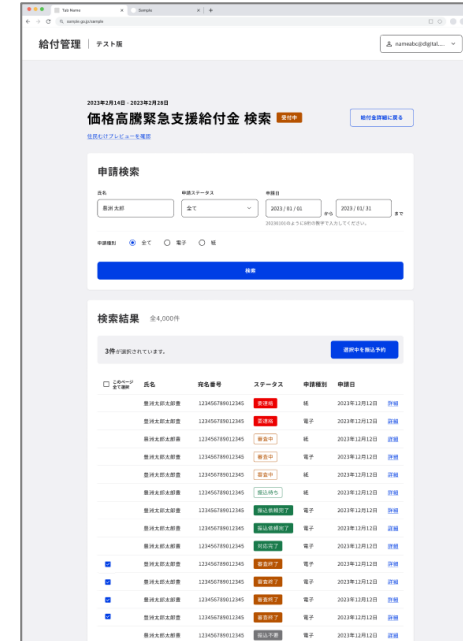 Tab Name
Sample
給付管理 テスト版
nameabc@digital....
2023年2月14日 - 2023年2月28日
価格高騰緊急支援給付金 検索 受付中
給付金詳細に戻る
住民むけプレビューを確認
申請検索
氏名 申請ステータス 申請日
豊洲 太郎 全て 2023 / 01 / 01 から 2023 / 01/ 31 まで
申請種別 全て 電子 紙
検索
検索結果 全4,000件
3件が選択されています。
選択中を振込予約
このページ全て選択 氏名 宛名番号 ステータス 申請種別 申請日
豊洲太郎太郎豊 123456789012345 要連絡 紙 2023年12月12日 詳細
豊洲太郎太郎豊 123456789012345 要連絡 電子 2023年12月12日 詳細
豊洲太郎太郎豊 123456789012345 審査中 紙 2023年12月12日 詳細
豊洲太郎太郎豊 123456789012345 審査中 電子 2023年12月12日 詳細
豊洲太郎太郎豊 123456789012345 審査中 紙 2023年12月12日 詳細
豊洲太郎太郎豊 123456789012345 振込待ち 紙 2023年12月12日 詳細
豊洲太郎太郎豊 123456789012345 振込依頼完了 電子 2023年12月12日 詳細
豊洲太郎太郎豊 123456789012345 振込依頼完了 電子 2023年12月12日 詳細
豊洲太郎太郎豊 123456789012345 対応完了 電子 2023年12月12日 詳細
豊洲太郎太郎豊 123456789012345 審査終了 電子 2023年12月12日 詳細
豊洲太郎太郎豊 123456789012345 審査終了 電子 2023年12月12日 詳細
豊洲太郎太郎豊 123456789012345 審査終了 電子 2023年12月12日 詳細
豊洲太郎太郎豊 123456789012345 審査終了 電子 2023年12月12日 詳細
豊洲太郎太郎豊 123456789012345 振込不要 電子 2023年12月12日 詳細